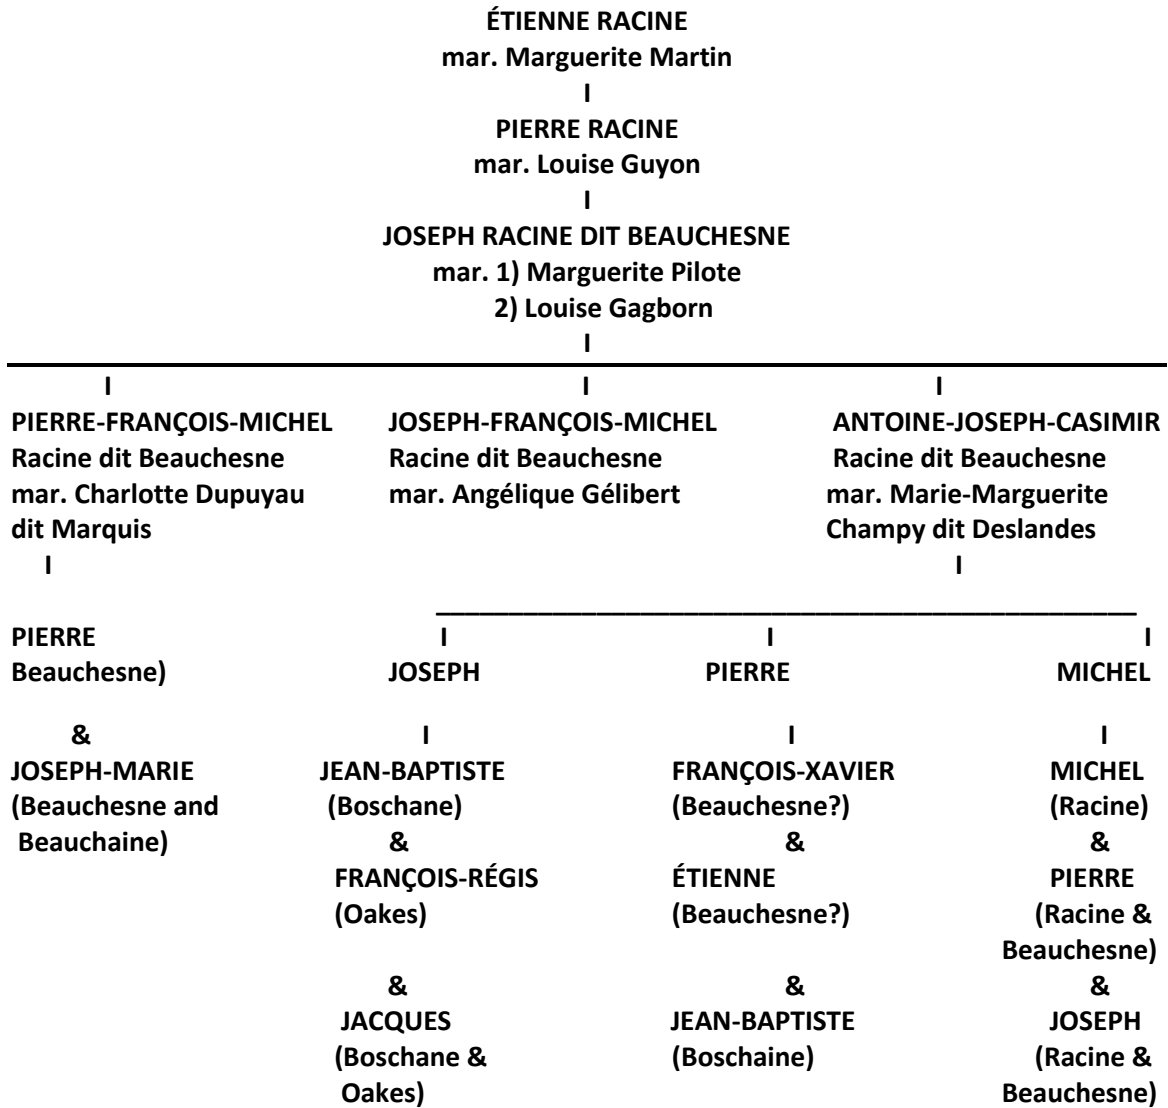 ÉTIENNE RACINE
mar. Marguerite Martin
I
PIERRE RACINE
mar. Louise Guyon
I
JOSEPH RACINE DIT BEAUCHESNE
mar. 1) Marguerite Pilote
2) Louise Gagborn
I
I I I
PIERRE-FRANÇOIS-MICHEL JOSEPH-FRANÇOIS-MICHEL ANTOINE-JOSEPH-CASIMIR
Racine dit Beauchesne Racine dit Beauchesne Racine dit Beauchesne
mar. Charlotte Dupuyau mar. Angélique Gélibert mar. Marie-Marguerite
dit Marquis Champy dit Deslandes
I I
PIERRE I I I
Beauchesne) JOSEPH PIERRE MICHEL
& I I I
JOSEPH-MARIE JEAN-BAPTISTE FRANÇOIS-XAVIER MICHEL
(Beauchesne and (Boschane) (Beauchesne?) (Racine)
Beauchaine) & & &
FRANÇOIS-RÉGIS ÉTIENNE PIERRE
(Oakes) (Beauchesne?) (Racine &
Beauchesne)
& & &
JACQUES JEAN-BAPTISTE JOSEPH
(Boschane & (Boschaine) (Racine &
Oakes) Beauchesne)